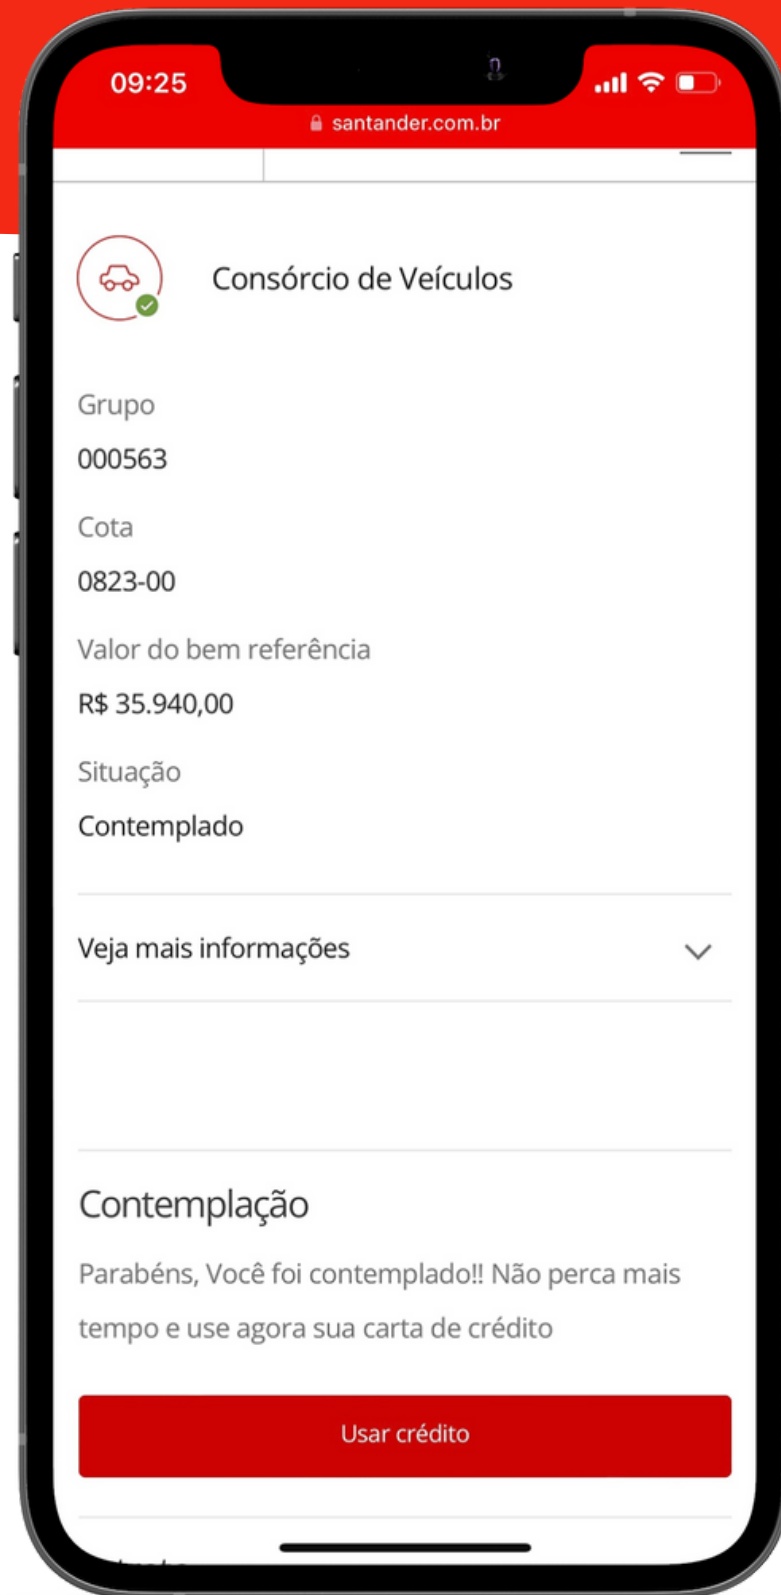 09:25
santander.com.br
Consórcio de Veículos
Grupo
000563
Cota
0823-00
Valor do bem referência
R$ 35.940,00
Situação
Contemplado
Veja mais informações
Contemplação
Parabéns, Você foi contemplado!! Não perca mais
tempo e use agora sua carta de crédito
Usar crédito